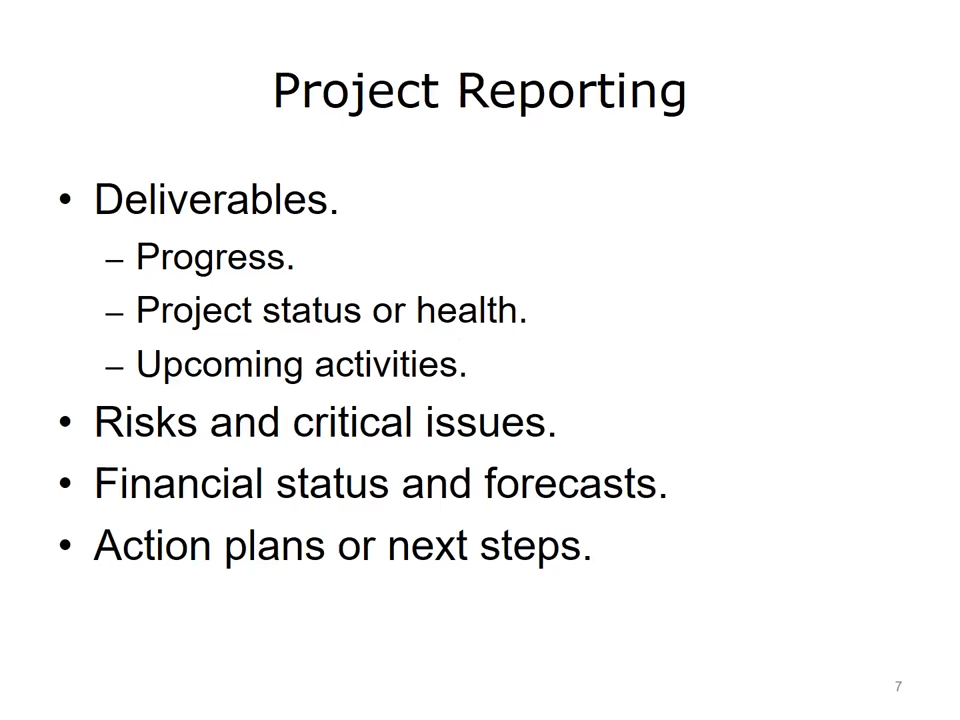 Project Reporting
• Deliverables.
– Progress.
– Project status or health.
– Upcoming activities.
• Risks and critical issues.
• Financial status and forecasts.
• Action plans or next steps.
7